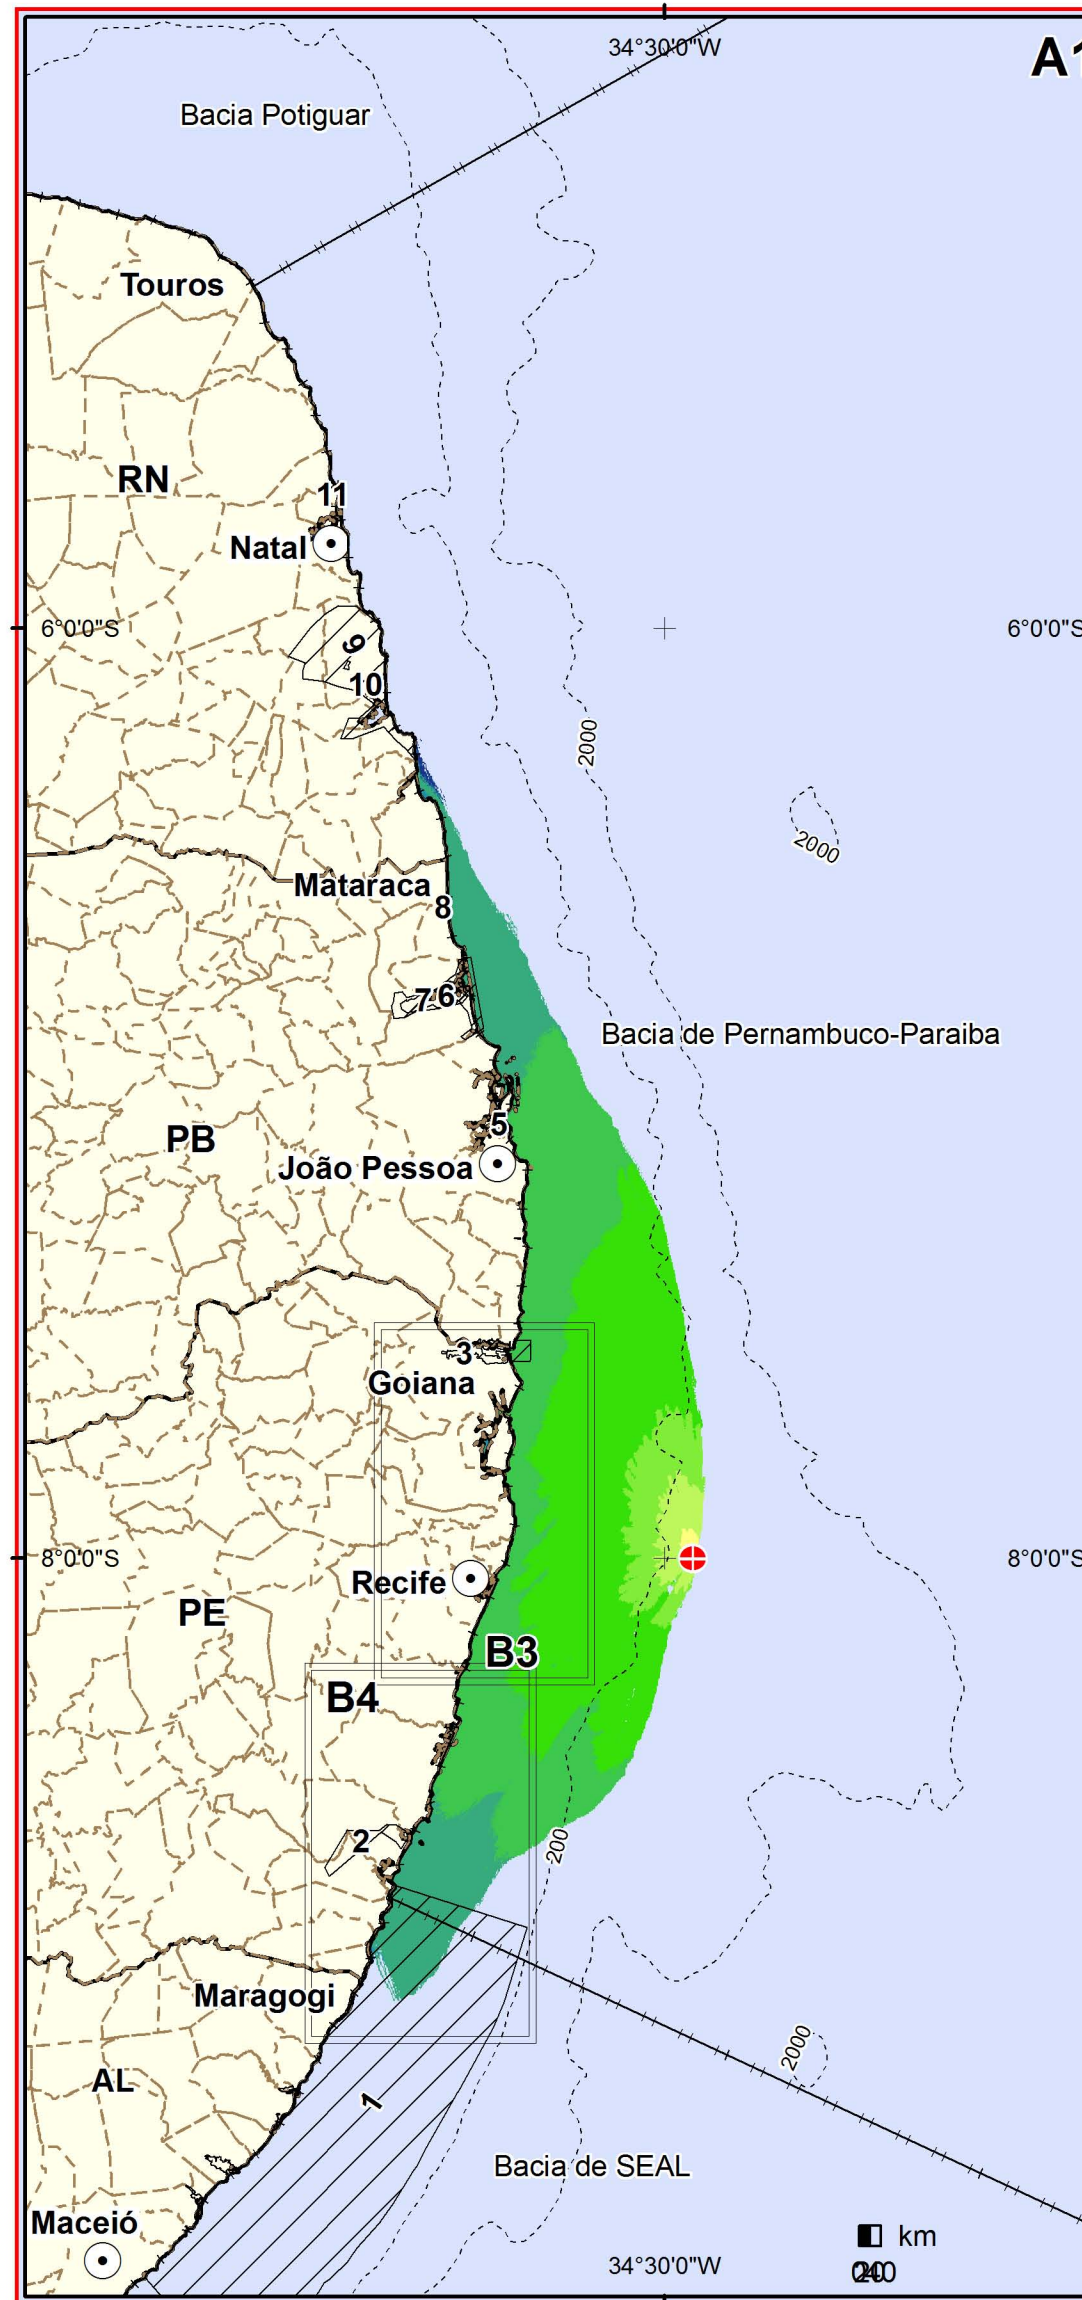 34°30'0"W
A1
Bacia Potiguar
Touros
RN
11
Natal
6°0'0"S
6°0'0"S
9
10
2000
2000
Mataraca
8
7
6
Bacia de Pernambuco-Paraiba
5
PB
João Pessoa
3
Goiana
8°0'0"S
8°0'0"S
Recife
PE
B3
B4
2
200
Maragogi
2000
AL
1
Bacia de SEAL
Maceió
km
34°30'0"W